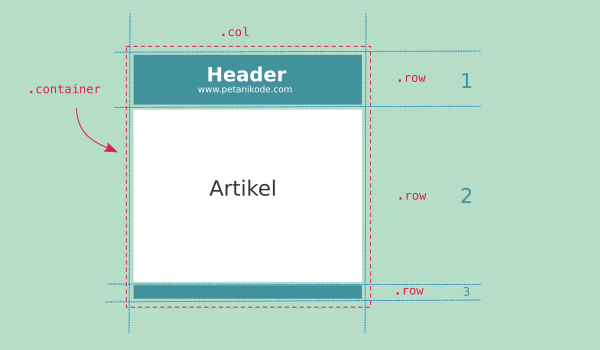 .col
Header
www.petanikode.com
.row
1
.container
Artikel
.row
2
.row
3